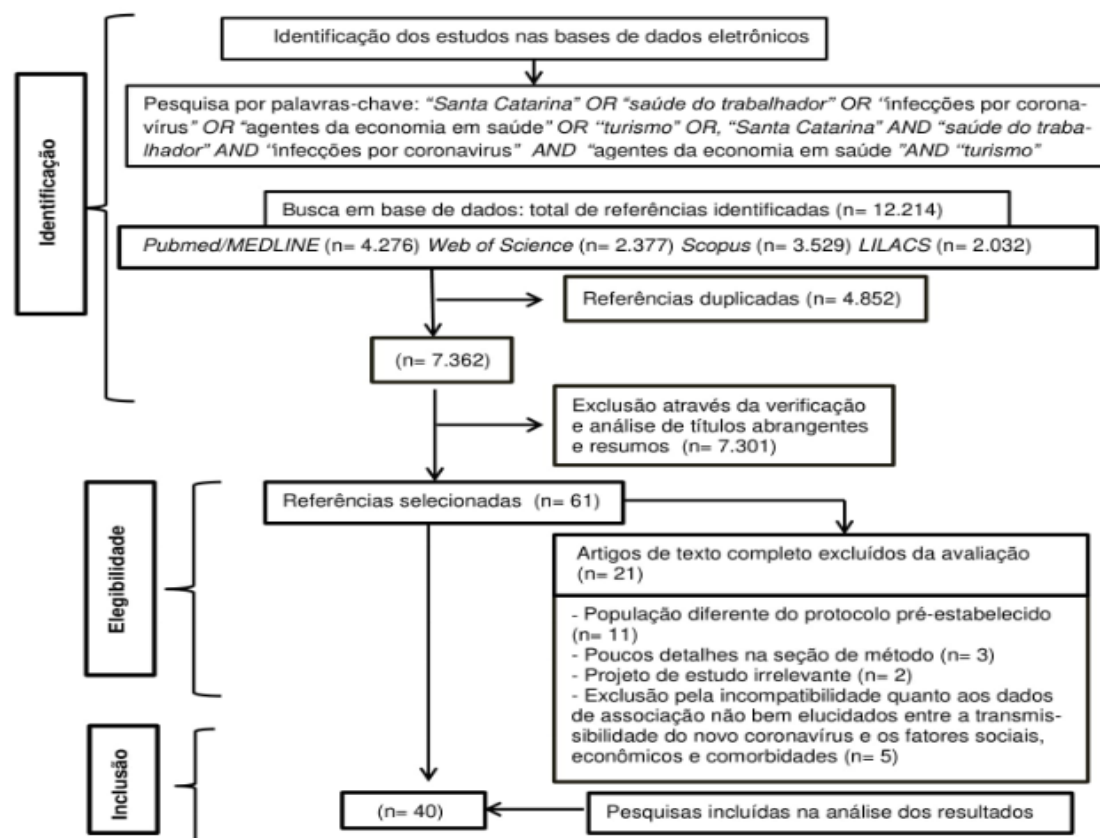 Identificação dos estudos nas bases de dados eletrônicos
Identificação
Pesquisa por palavras-chave: “Santa Catarina” OR “saúde do trabalhador” OR “infecções por corona-
vírus” OR “agentes da economia em saúde” OR “turismo” OR, “Santa Catarina” AND “saúde do traba-
lhador” AND “infecções por coronavirus” AND “agentes da economia em saúde ”AND “turismo”
Busca em base de dados: total de referências identificadas (n= 12.214)
Pubmed/MEDLINE (n= 4.276) Web of Science (n= 2.377) Scopus (n= 3.529) LILACS (n= 2.032)
Referências duplicadas (n= 4.852)
(n= 7.362)
Exclusão através da verificação
e análise de títulos abrangentes
e resumos (n= 7.301)
Elegibilidade
Referências selecionadas (n= 61)
Artigos de texto completo excluídos da avaliação
(n= 21)
- População diferente do protocolo pré-estabelecido
(n= 11)
- Poucos detalhes na seção de método (n= 3)
- Projeto de estudo irrelevante (n= 2)
- Exclusão pela incompatibilidade quanto aos dados
de associação não bem elucidados entre a transmis-
sibilidade do novo coronavírus e os fatores sociais,
econômicos e comorbidades (n= 5)
Inclusão
(n= 40)
Pesquisas incluídas na análise dos resultados